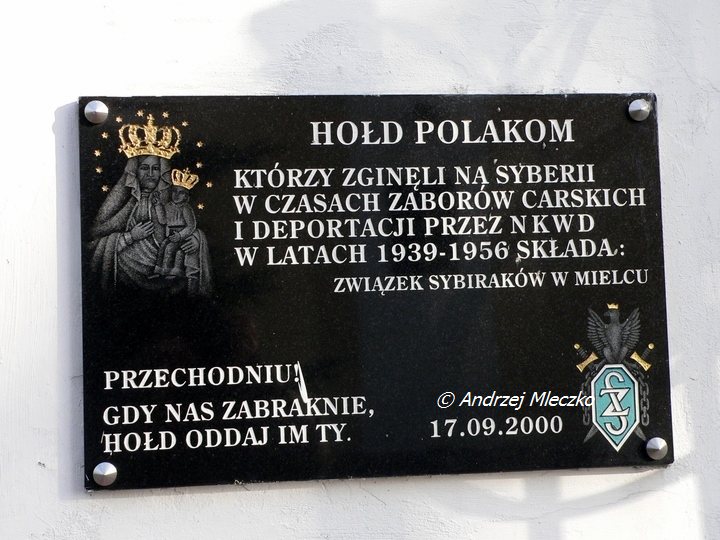 HOŁD POLAKOM
KTÓRZY ZGINĘLI NA SYBERII
W CZASACH ZABORÓW CARSKICH
I DEPORTACJI PRZEZ NKWD
W LATACH 1939-1956 SKŁADA:
ZWIĄZEK SYBIRAKÓW W MIELCU
PRZECHODNIU!
GDY NAS ZABRAKNIE,
HOŁD ODDAJ IM TY.
© Andrzej Mleczko
17.09.2000